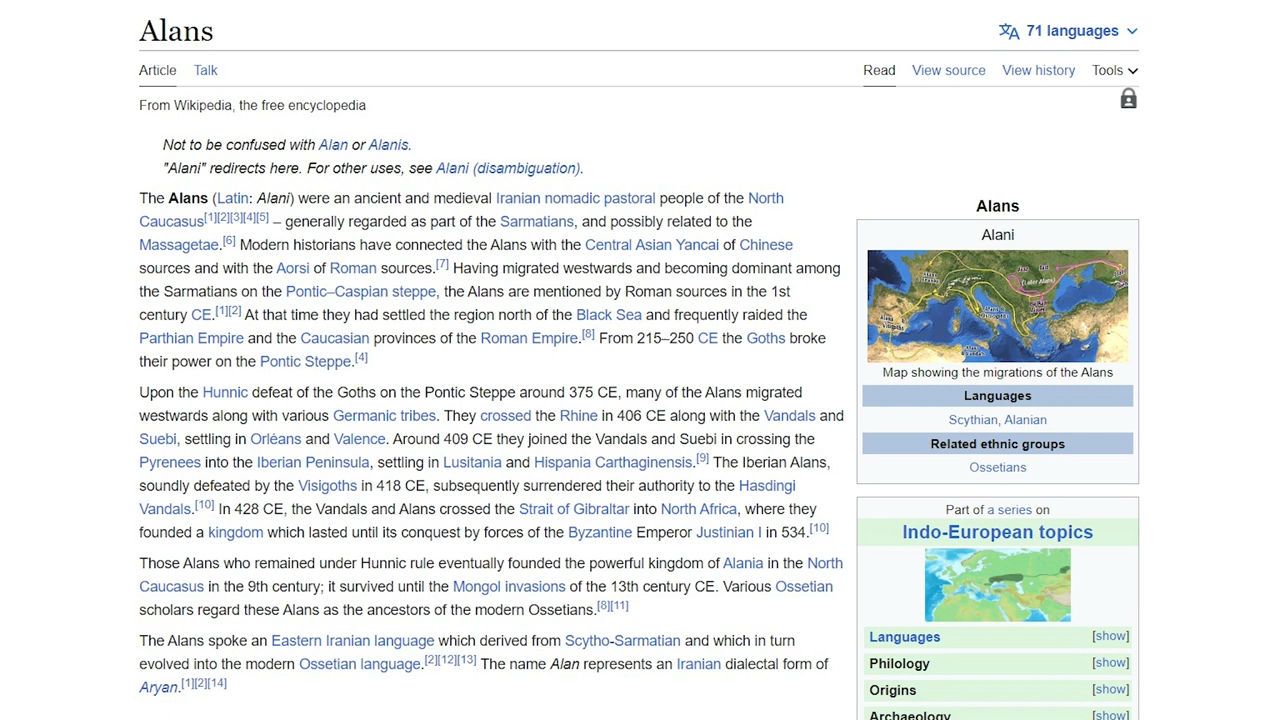 Alans
71 languages
Article Talk
Read View source View history Tools
From Wikipedia, the free encyclopedia
Not to be confused with Alan or Alanis.
"Alani" redirects here. For other uses, see Alani (disambiguation).
The Alans (Latin: Alani) were an ancient and medieval Iranian nomadic pastoral people of the North
Caucasus[1][2][3][4][5] – generally regarded as part of the Sarmatians, and possibly related to the
Massagetae.[6] Modern historians have connected the Alans with the Central Asian Yancai of Chinese
sources and with the Aorsi of Roman sources.[7] Having migrated westwards and becoming dominant among
the Sarmatians on the Pontic–Caspian steppe, the Alans are mentioned by Roman sources in the 1st
century CE.[1][2] At that time they had settled the region north of the Black Sea and frequently raided the
Parthian Empire and the Caucasian provinces of the Roman Empire.[8] From 215–250 CE the Goths broke
their power on the Pontic Steppe.[4]
Upon the Hunnic defeat of the Goths on the Pontic Steppe around 375 CE, many of the Alans migrated
westwards along with various Germanic tribes. They crossed the Rhine in 406 CE along with the Vandals and
Suebi, settling in Orléans and Valence. Around 409 CE they joined the Vandals and Suebi in crossing the
Pyrenees into the Iberian Peninsula, settling in Lusitania and Hispania Carthaginensis.[9] The Iberian Alans,
soundly defeated by the Visigoths in 418 CE, subsequently surrendered their authority to the Hasdingi
Vandals.[10] In 428 CE, the Vandals and Alans crossed the Strait of Gibraltar into North Africa, where they
founded a kingdom which lasted until its conquest by forces of the Byzantine Emperor Justinian I in 534.[10]
Those Alans who remained under Hunnic rule eventually founded the powerful kingdom of Alania in the North
Caucasus in the 9th century; it survived until the Mongol invasions of the 13th century CE. Various Ossetian
scholars regard these Alans as the ancestors of the modern Ossetians.[8][11]
The Alans spoke an Eastern Iranian language which derived from Scytho-Sarmatian and which in turn
evolved into the modern Ossetian language.[2][12][13] The name Alan represents an Iranian dialectal form of
Aryan.[1][2][14]
Alans
Alani
(Later Alans)
Map showing the migrations of the Alans
Languages
Scythian, Alanian
Related ethnic groups
Ossetians
Part of a series on
Indo-European topics
Languages [show]
Philology [show]
Origins [show]
Archaeology [show]